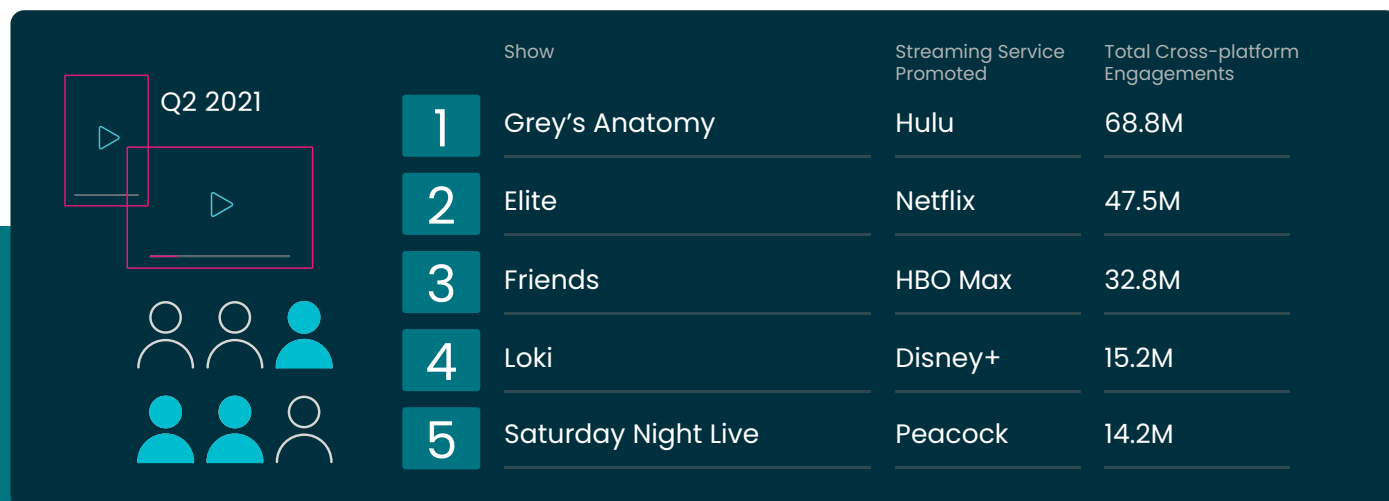 Q2 2021
Show
Streaming Service
Promoted
Total Cross-platform
Engagements
1 Grey’s Anatomy Hulu 68.8M
2 Elite Netflix 47.5M
3 Friends HBO Max 32.8M
4 Loki Disney+ 15.2M
5 Saturday Night Live Peacock 14.2M